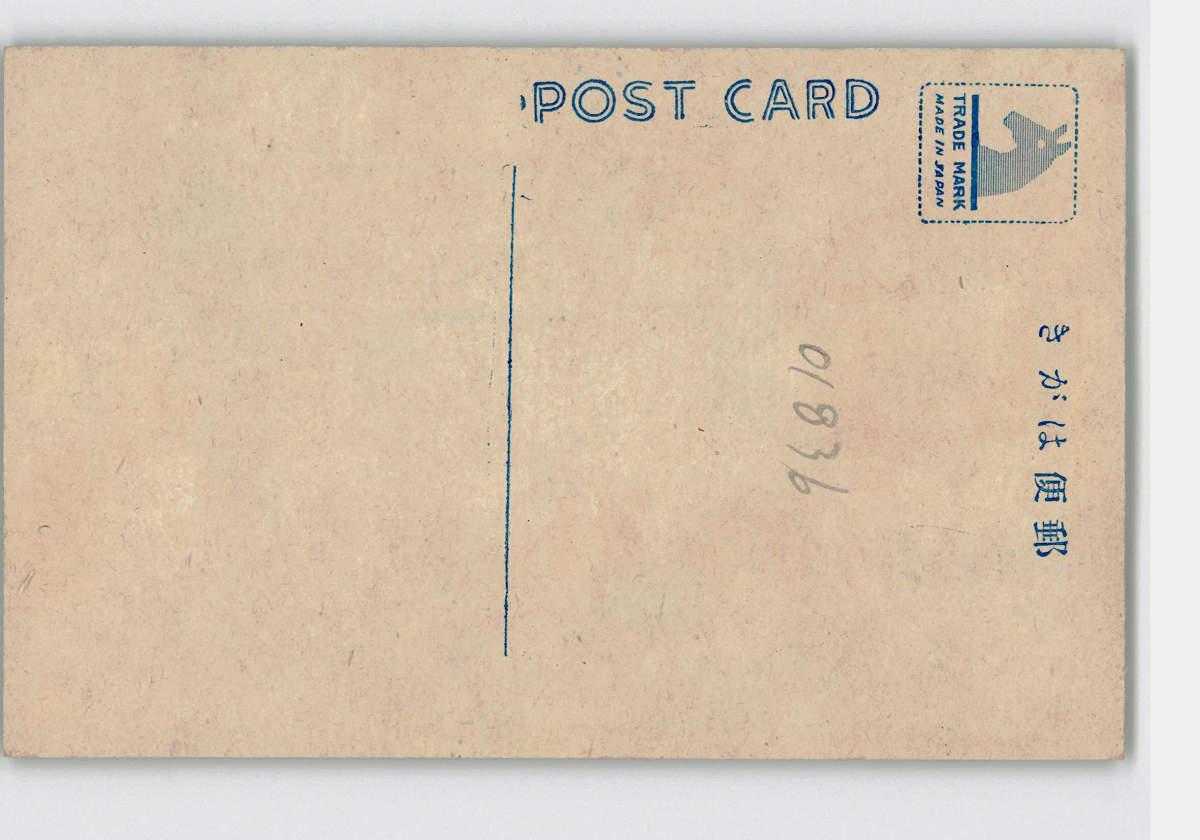 POST CARD
TRADE MARK
MADE IN JAPAN
郵便はがき
01836